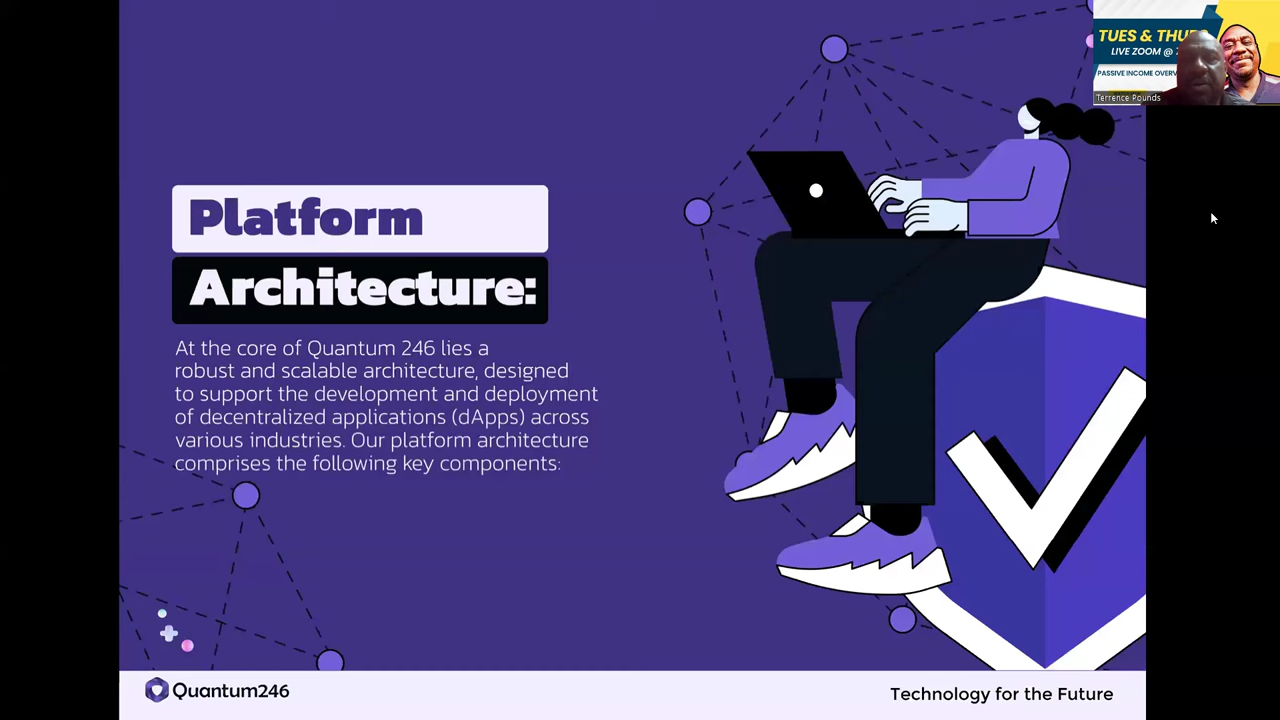 Platform
Architecture:
At the core of Quantum 246 lies a
robust and scalable architecture, designed
to support the development and deployment
of decentralized applications (dApps) across
various industries. Our platform architecture
comprises the following key components:
Quantum246
Technology for the Future
TUES &
LIVE ZOOM @
PASSIVE INCOME
Terrence Pounds